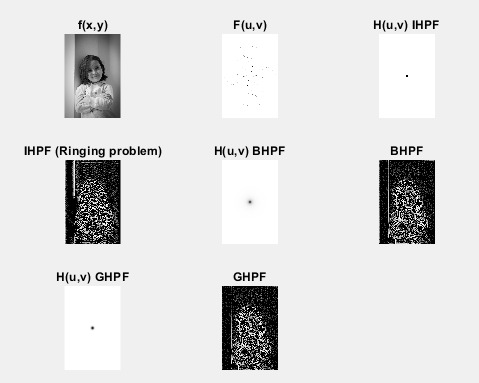 f(x,y)
F(u,v)
H(u,v) IHPF
IHPF (Ringing problem)
H(u,v) BHPF
BHPF
H(u,v) GHPF
GHPF